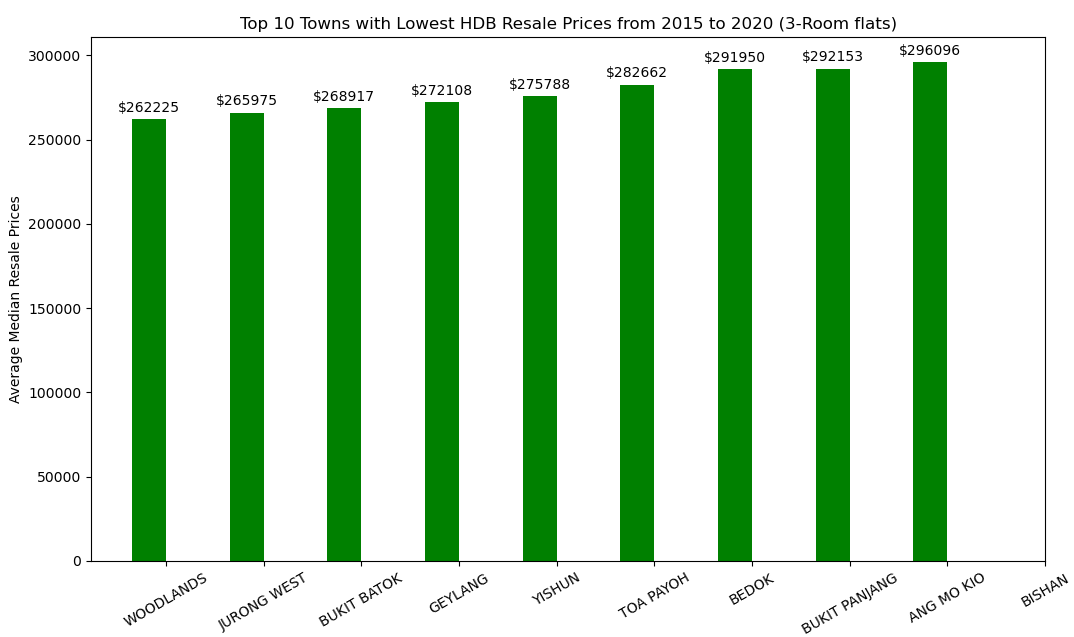 Top 10 Towns with Lowest HDB Resale Prices from 2015 to 2020 (3-Room flats)
Average Median Resale Prices
300000
250000
200000
150000
100000
50000
0
$262225
$265975
$268917
$272108
$275788
$282662
$291950
$292153
$296096
WOODLANDS
JURONG WEST
BUKIT BATOK
GEYLANG
YISHUN
TOA PAYOH
BEDOK
BUKIT PANJANG
ANG MO KIO
BISHAN